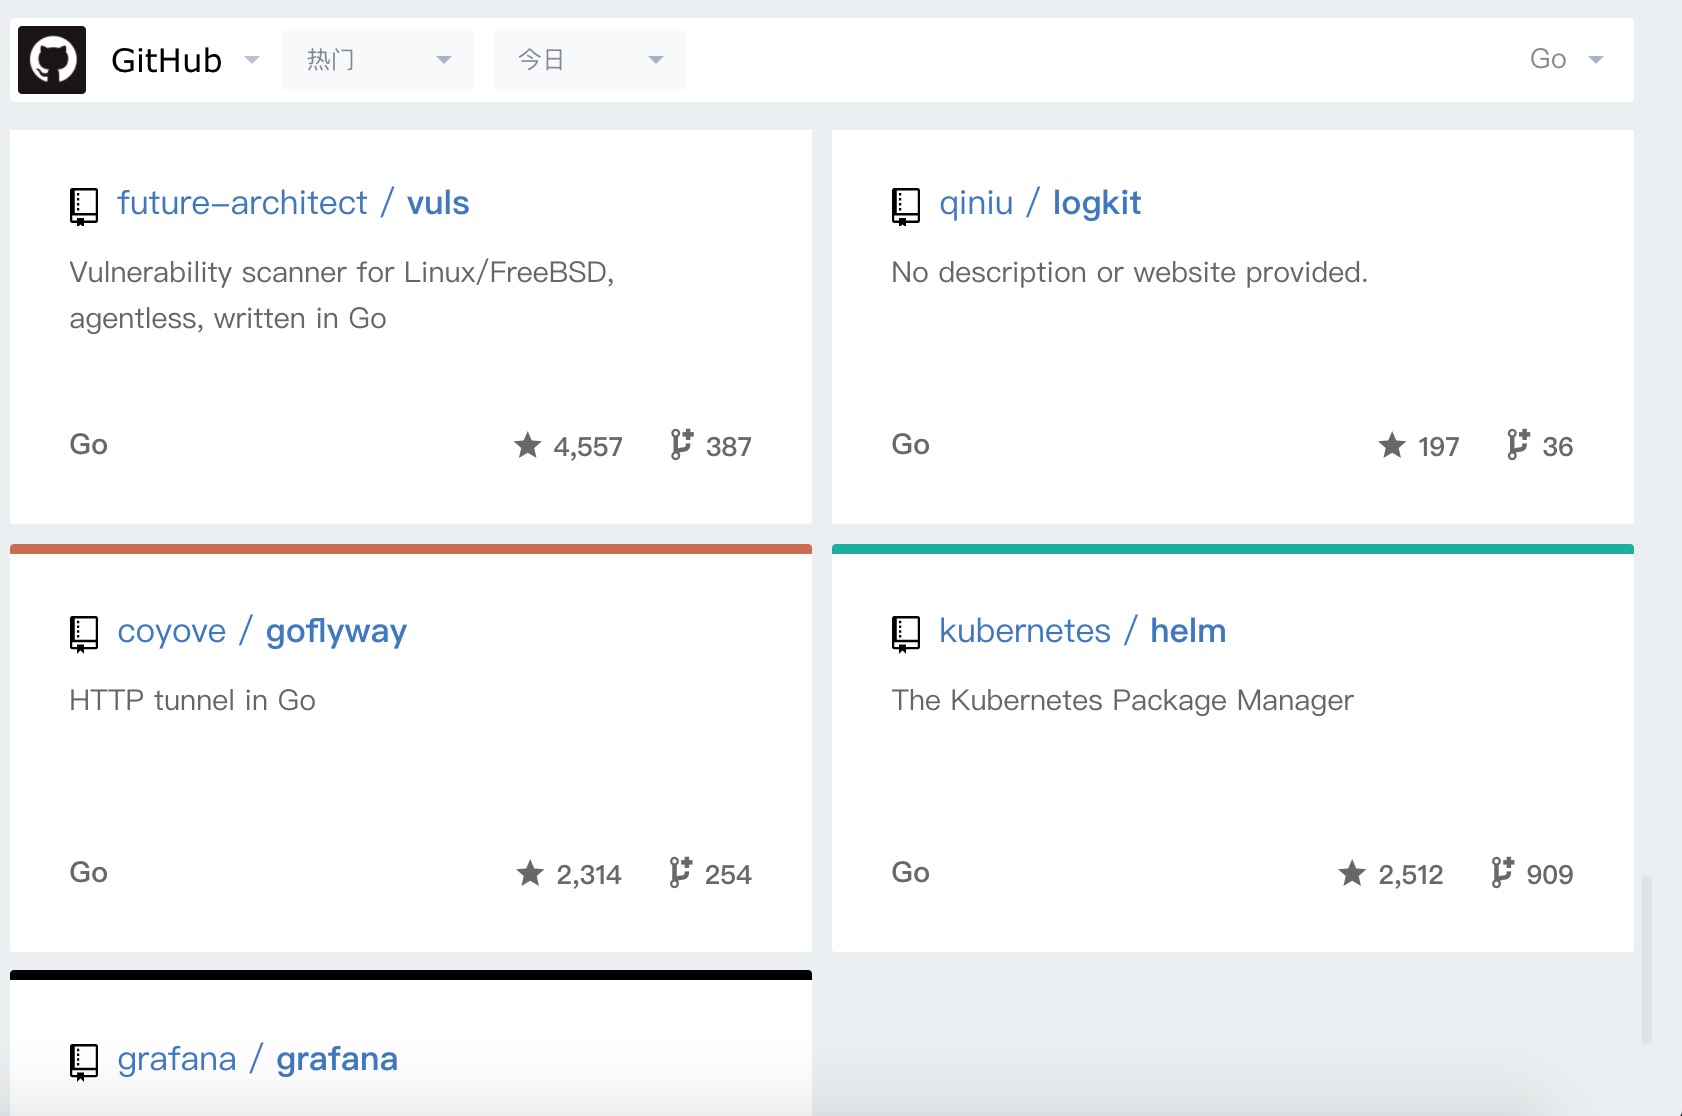 GitHub 热门 今日 Go
future-architect / vuls
Vulnerability scanner for Linux/FreeBSD,
agentless, written in Go
Go 4,557 387
qiniu / logkit
No description or website provided.
Go 197 36
coyove / goflyway
HTTP tunnel in Go
Go 2,314 254
kubernetes / helm
The Kubernetes Package Manager
Go 2,512 909
grafana / grafana